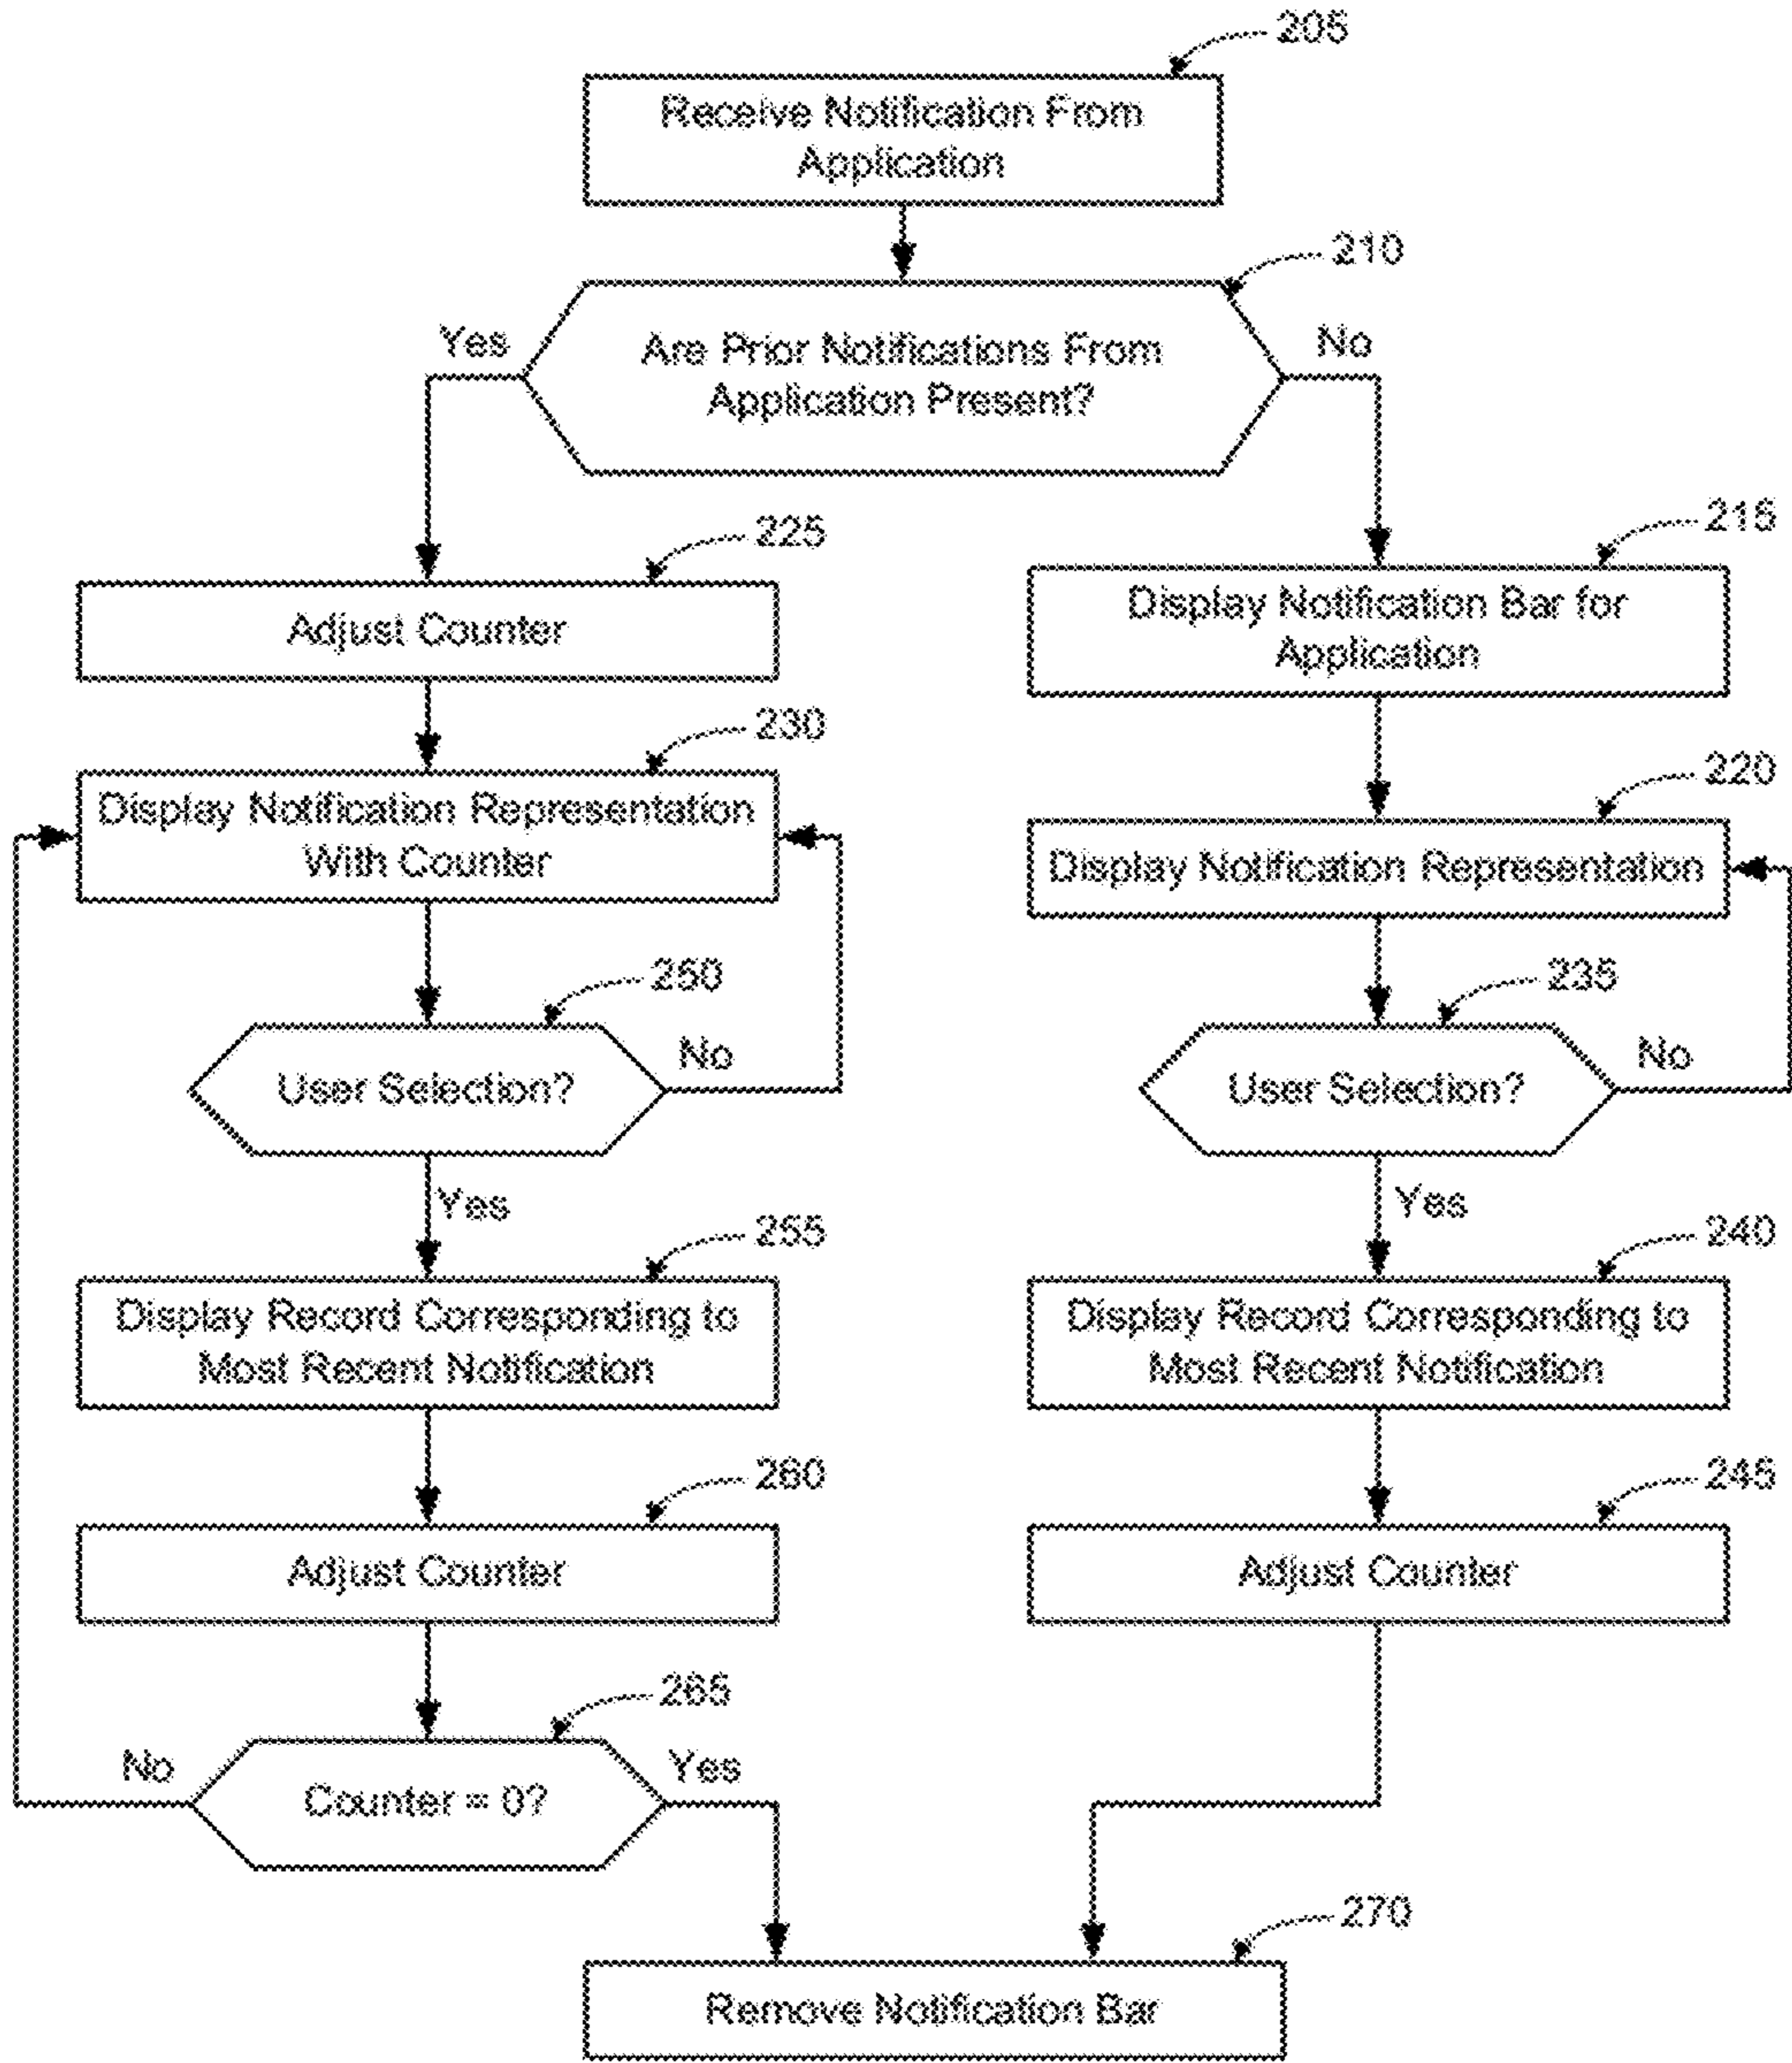 205
Receive Notification From
Application
210
Yes
Are Prior Notifications From
Application Present?
No
225
Adjust Counter
215
Display Notification Bar for
Application
230
Display Notification Representation
With Counter
220
Display Notification Representation
250
User Selection?
No
Yes
235
User Selection?
No
Yes
255
Display Record Corresponding to
Most Recent Notification
240
Display Record Corresponding to
Most Recent Notification
260
Adjust Counter
245
Adjust Counter
265
No
Counter = 0?
Yes
270
Remove Notification Bar